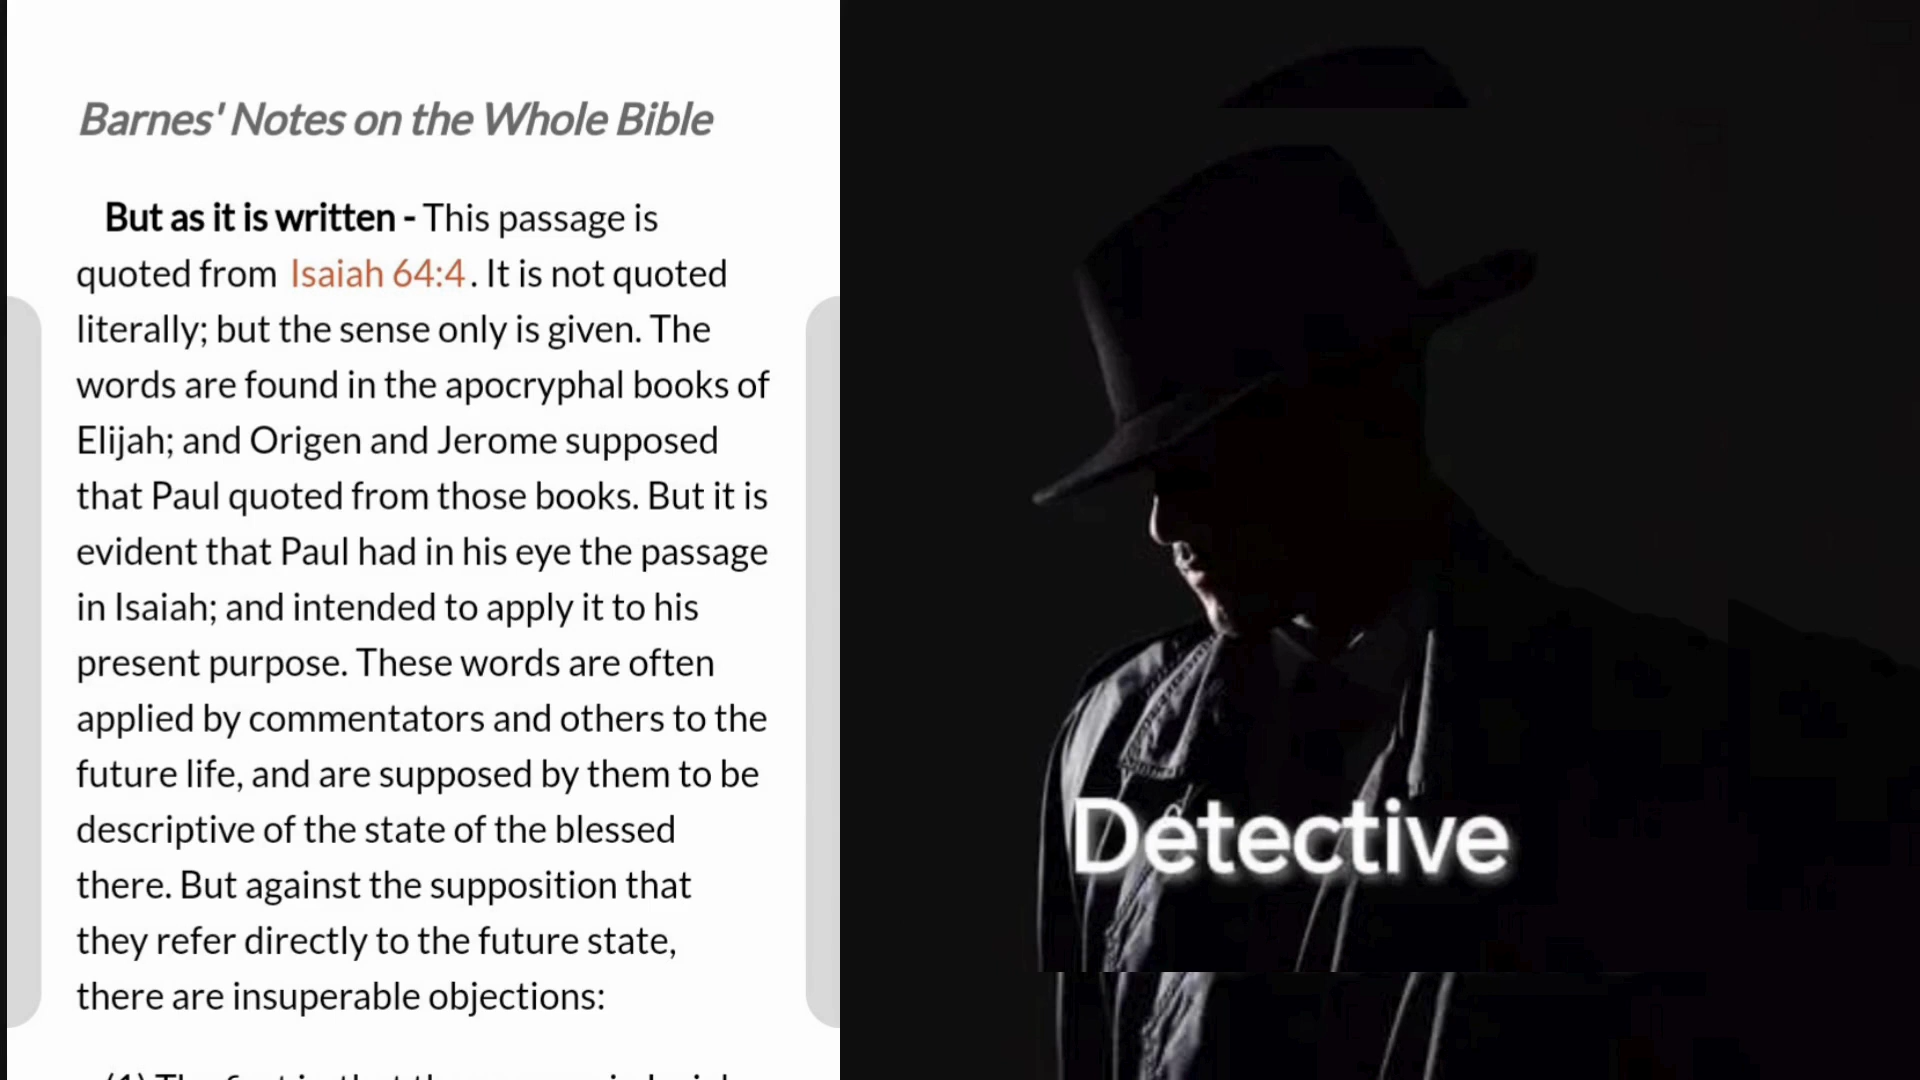 Barnes' Notes on the Whole Bible
But as it is written - This passage is
quoted from Isaiah 64:4. It is not quoted
literally; but the sense only is given. The
words are found in the apocryphal books of
Elijah; and Origen and Jerome supposed
that Paul quoted from those books. But it is
evident that Paul had in his eye the passage
in Isaiah; and intended to apply it to his
present purpose. These words are often
applied by commentators and others to the
future life, and are supposed by them to be
descriptive of the state of the blessed
there. But against the supposition that
they refer directly to the future state,
there are insuperable objections:
Detective